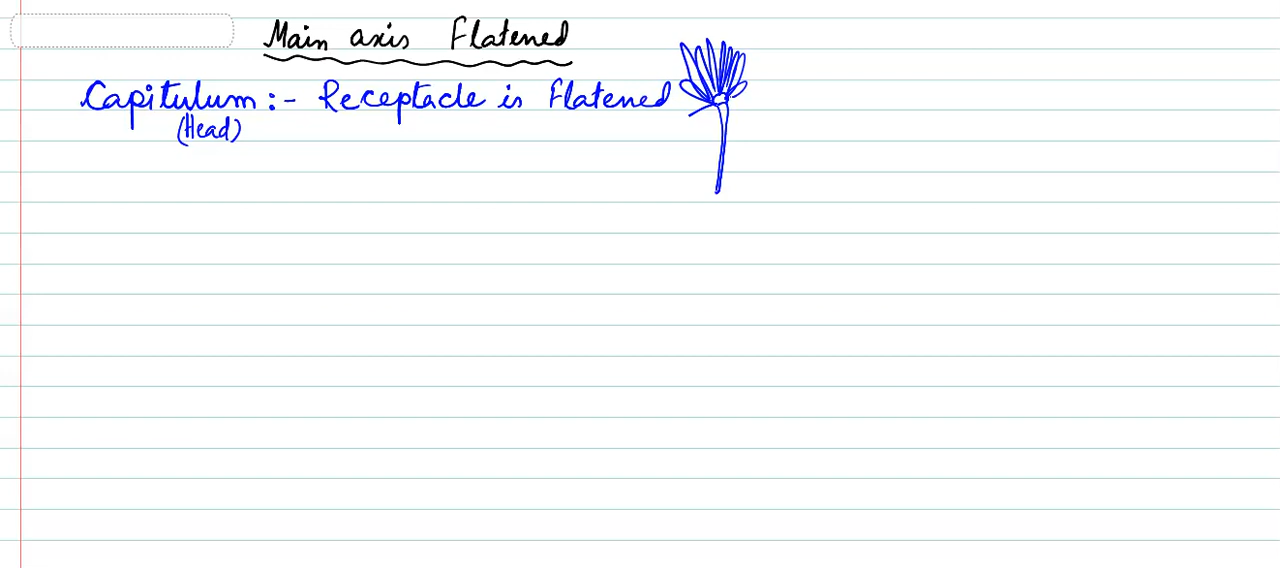 Main axis Flatened
Capitulum :- Receptacle is Flatened
(Head)